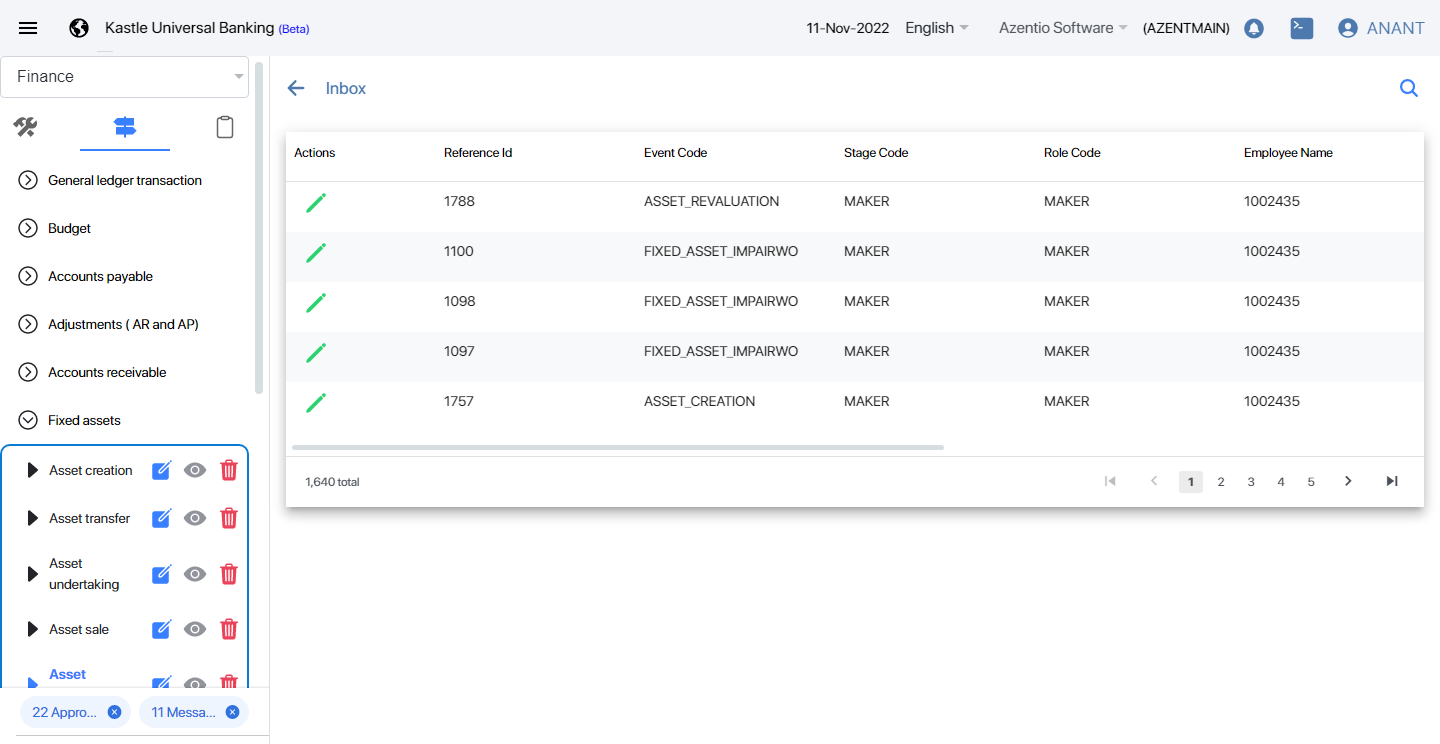 Kastle Universal Banking (Beta)
11-Nov-2022 English Azentio Software (AZENTMAIN) ANANT
Finance
General ledger transaction
Budget
Accounts payable
Adjustments ( AR and AP)
Accounts receivable
Fixed assets
Asset creation
Asset transfer
Asset
undertaking
Asset sale
Asset
22 Appro...
11 Messa...
Inbox
Actions Reference Id Event Code Stage Code Role Code Employee Name
1788 ASSET_REVALUATION MAKER MAKER 1002435
1100 FIXED_ASSET_IMPAIRWO MAKER MAKER 1002435
1098 FIXED_ASSET_IMPAIRWO MAKER MAKER 1002435
1097 FIXED_ASSET_IMPAIRWO MAKER MAKER 1002435
1757 ASSET_CREATION MAKER MAKER 1002435
1,640 total 1 2 3 4 5